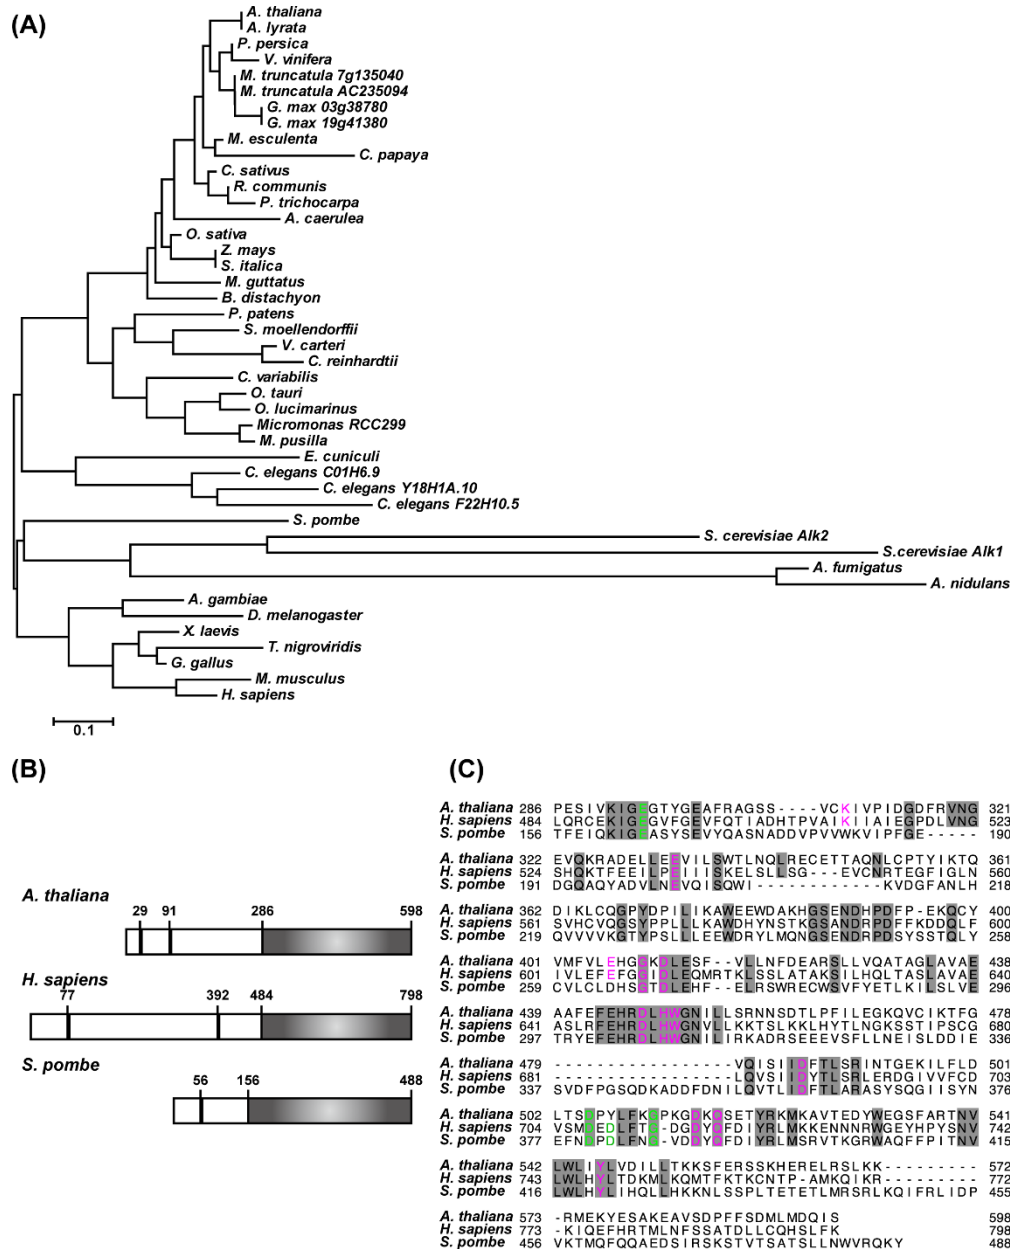 (A)
A. thaliana
A. lyrata
P. persica
V. vinifera
M. truncatula 7g135040
M. truncatula AC235094
G. max 03g38780
G. max 19g41380
M. esculenta
C. papaya
C. sativus
R. communis
P. trichocarpa
A. caerulea
O. sativa
Z. mays
S. italica
M. guttatus
B. distachyon
P. patens
S. moellendorffii
V. carteri
C. reinhardtii
C. variabilis
O. tauri
O. lucimarinus
Micromonas RCC299
M. pusilla
E. cuniculi
C. elegans C01H6.9
C. elegans Y18H1A.10
C. elegans F22H10.5
S. pombe
S. cerevisiae Alk2
S.cerevisiae Alk1
A. fumigatus
A. nidulans
A. gambiae
D. melanogaster
X. laevis
T. nigroviridis
G. gallus
M. musculus
H. sapiens
0.1
(B)
A. thaliana
29 91 286 598
H. sapiens
77 392 484 798
S. pombe
56 156 488
(C)
A. thaliana 286 PESIVKIGEGTYGEAFRAGSS----VCKIVPIDGDFRVNG 321
H. sapiens 484 LQRCEKIGEGVFGEVFQTIADHTPVAIKIIAIEGPDLVNG 523
S. pombe 156 TFEIQKIGEASYSEVYQASNADDVPVVWKVIPFGE----- 190
A. thaliana 322 EVQKRADELLEEVILSWTLNQLRECETTAQNLCPTYIKTQ 361
H. sapiens 524 SHQKTFEEILPEIIISKELSLLSG---EVCNRTEGFIGLN 560
S. pombe 191 DGQAQYADVLNEVQISQWI------------KVDGFANLH 218
A. thaliana 362 DIKLCQGPYDPILIKAWEEWDAKHGSENDHPDFP-EKQCY 400
H. sapiens 561 SVHCVQGSYPPLLLKAWDHYNSTKGSANDRPDFFKDDQLF 600
S. pombe 219 QVVVVKGTYPSLLLEEWDRYLMQNGSENDRPDSYSSTQLY 258
A. thaliana 401 VMFVLEHGGKDLESF--VLLNFDEARSLLVQATAGLAVAE 438
H. sapiens 601 IVLEFEFGGIDLEQMRTKLSSLATAKSILHQLTASLAVAE 640
S. pombe 259 CVLCLDHSGTDLEHF--ELRSWRECWSVFYETLKILSLVE 296
A. thaliana 439 AAFEFEHRDLHWGNILLSRNNSDTLPFILEGKQVCIKTFG 478
H. sapiens 641 ASLRFEHRDLHWGNVLLKKTSLKKLHYTLNGKSSTIPSCG 680
S. pombe 297 TRYEFEHRDLHWGNILIRKADRSEEEVSFLLNEISLDDIE 336
A. thaliana 479 -----------------VQISIIDFTLSRINTGEKILFLD 501
H. sapiens 681 -----------------LQVSIIDYTLSRLERDGIVVFCD 703
S. pombe 337 SVDFPGSQDKADDFDNILQVTLIDFTLARASYSQGIISYN 376
A. thaliana 502 LTSDPYLFKGPKGDKQSETYRKMKAVTEDYWEGSFARTNV 541
H. sapiens 704 VSMDEDLFTGDGDYQFDIYRLMKKENNNRWGEYHPYSNV 742
S. pombe 377 EFNDPDLFNG-VDDYQFDIYRLMSRVTKGRWAQFFPITNV 415
A. thaliana 542 LWLIYLVDILLTKKSFERSSKHERELRSLKK--------- 572
H. sapiens 743 LWLHYLTDKMLKQMTFKTKCNTP-AMKQIKR--------- 772
S. pombe 416 LWLHYLIHQLLHKKNLSSPLTETETLMRSRLKQIFRLIDP 455
A. thaliana 573 -RMEKYESAKEAVSDPFFSDMLMDQIS 598
H. sapiens 773 -KIQEFHRTMLNFSSATDLLCQHSLFK 798
S. pombe 456 VKTMQFQQAEDSIRSKSTVTSATSLLNWVRQKY 488